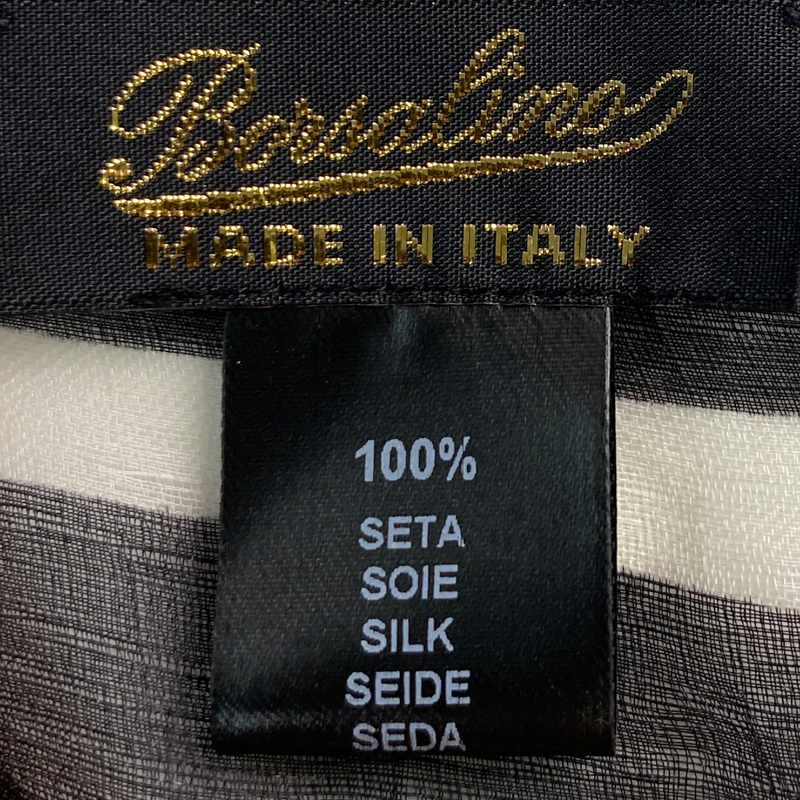 Borsalino
MADE IN ITALY
100%
SETA
SOIE
SILK
SEIDE
SEDA